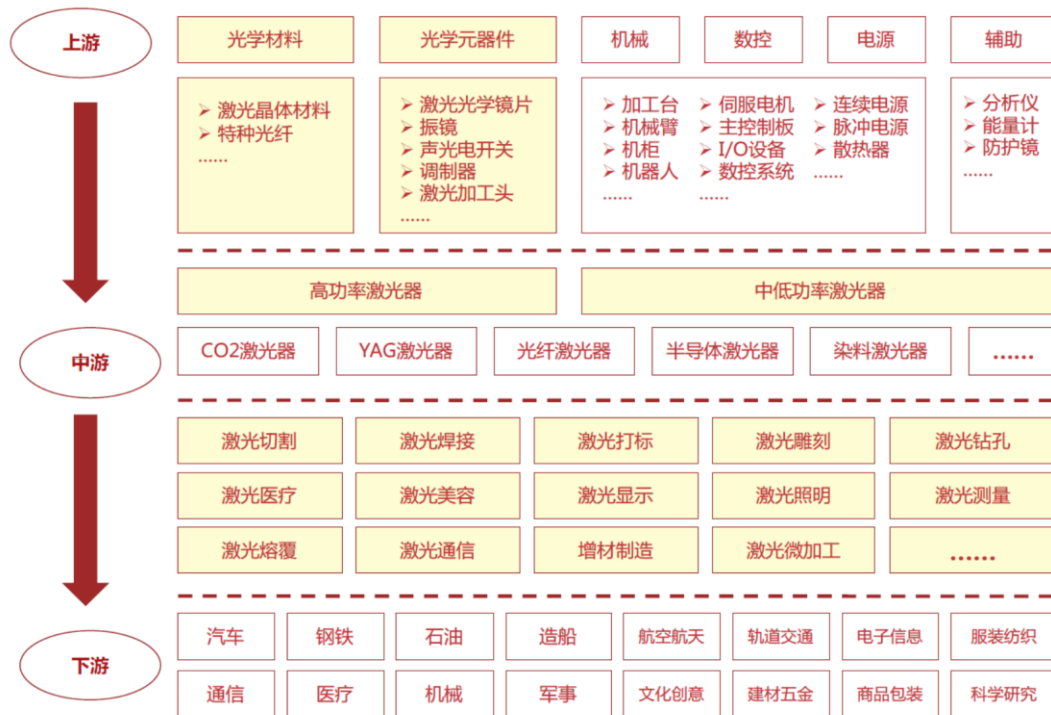 上游
光学材料
光学元器件
机械
数控
电源
辅助
➢ 激光晶体材料
➢ 特种光纤
......
➢ 激光光学镜片
➢ 振镜
➢ 声光电开关
➢ 调制器
➢ 激光加工头
......
➢ 加工台
➢ 机械臂
➢ 机柜
➢ 机器人
......
➢ 伺服电机
➢ 主控制板
➢ I/O设备
➢ 数控系统
......
➢ 连续电源
➢ 脉冲电源
➢ 散热器
......
➢ 分析仪
➢ 能量计
➢ 防护镜
......
高功率激光器
中低功率激光器
中游
CO2激光器
YAG激光器
光纤激光器
半导体激光器
染料激光器
......
激光切割
激光焊接
激光打标
激光雕刻
激光钻孔
激光医疗
激光美容
激光显示
激光照明
激光测量
激光熔覆
激光通信
增材制造
激光微加工
......
下游
汽车
钢铁
石油
造船
航空航天
轨道交通
电子信息
服装纺织
通信
医疗
机械
军事
文化创意
建材五金
商品包装
科学研究